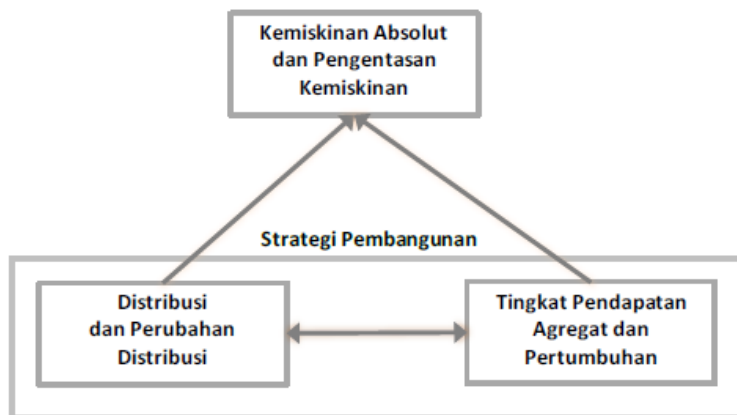 Kemiskinan Absolut
dan Pengentasan
Kemiskinan
Strategi Pembangunan
Distribusi
dan Perubahan
Distribusi
Tingkat Pendapatan
Agregat dan
Pertumbuhan